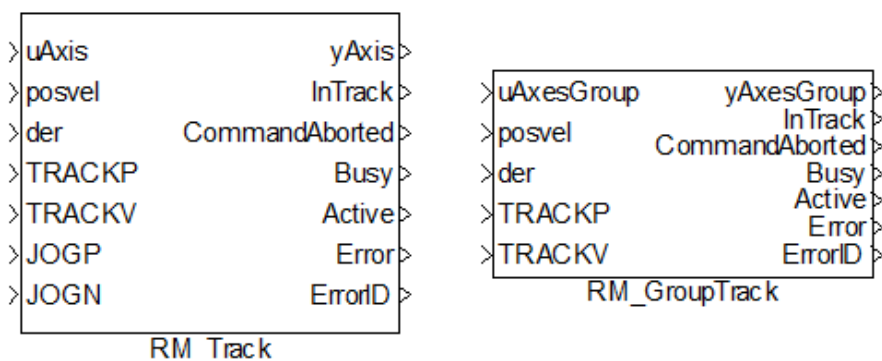 uAxis yAxis
posvel InTrack
der CommandAborted
TRACKP Busy
TRACKV Active
JOGP Error
JOGN ErrorID
RM_Track
uAxesGroup yAxesGroup
InTrack
posvel CommandAborted
der Busy
Active
TRACKP Error
TRACKV ErrorID
RM_GroupTrack